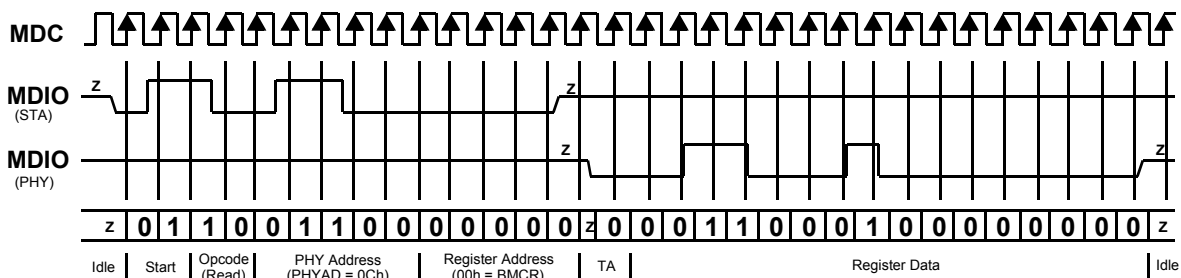 MDC
z z
MDIO
(STA)
MDIO z z
(PHY)
z 0 1 1 0 0 1 1 0 0 0 0 0 0 0 z 0 0 0 1 1 0 0 0 1 0 0 0 0 0 0 0 0 z
Idle Start Opcode (Read) PHY Address (PHYAD = 0Ch) Register Address (00h = BMCR) TA Register Data Idle